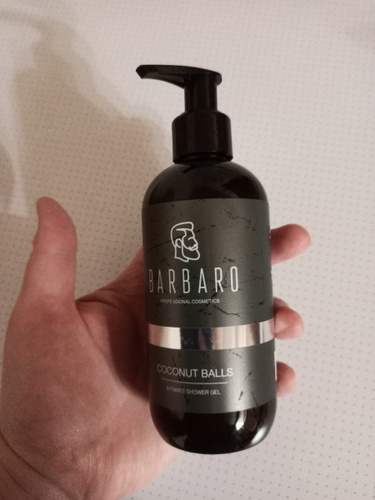 BARBARO
PROFESSIONAL COSMETICS
COCONUT BALLS
INTIMATE SHOWER GEL